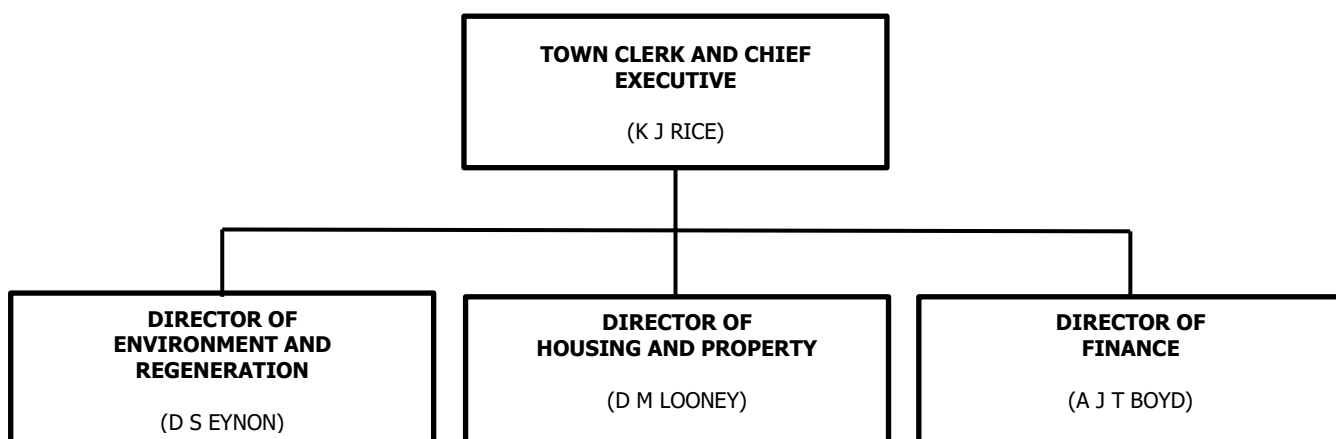 TOWN CLERK AND CHIEF
EXECUTIVE
(K J RICE)
DIRECTOR OF
ENVIRONMENT AND
REGENERATION
(D S EYNON)
DIRECTOR OF
HOUSING AND PROPERTY
(D M LOONEY)
DIRECTOR OF
FINANCE
(A J T BOYD)